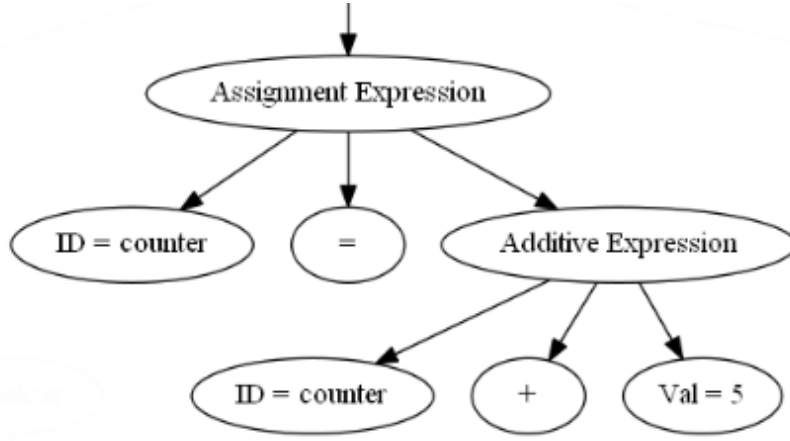 Assignment Expression
ID = counter
=
Additive Expression
ID = counter
+
Val = 5